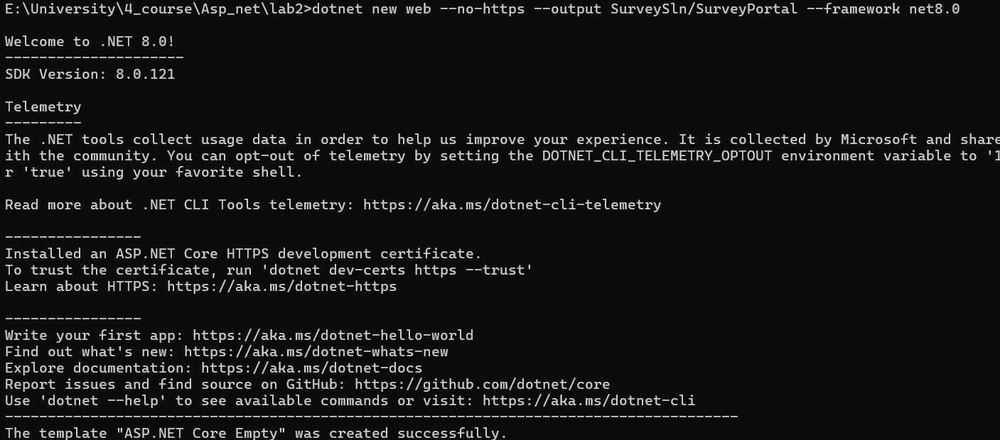 E:\University\4_course\Asp_net\lab2>dotnet new web --no-https --output SurveySln/SurveyPortal --framework net8.0
Welcome to .NET 8.0!
---------------------
SDK Version: 8.0.121
Telemetry
---------
The .NET tools collect usage data in order to help us improve your experience. It is collected by Microsoft and share
ith the community. You can opt-out of telemetry by setting the DOTNET_CLI_TELEMETRY_OPTOUT environment variable to '1
r 'true' using your favorite shell.
Read more about .NET CLI Tools telemetry: https://aka.ms/dotnet-cli-telemetry
----------------
Installed an ASP.NET Core HTTPS development certificate.
To trust the certificate, run 'dotnet dev-certs https --trust'
Learn about HTTPS: https://aka.ms/dotnet-https
----------------
Write your first app: https://aka.ms/dotnet-hello-world
Find out what's new: https://aka.ms/dotnet-whats-new
Explore documentation: https://aka.ms/dotnet-docs
Report issues and find source on GitHub: https://github.com/dotnet/core
Use 'dotnet --help' to see available commands or visit: https://aka.ms/dotnet-cli
--------------------------------------------------------------------------------------
The template "ASP.NET Core Empty" was created successfully.